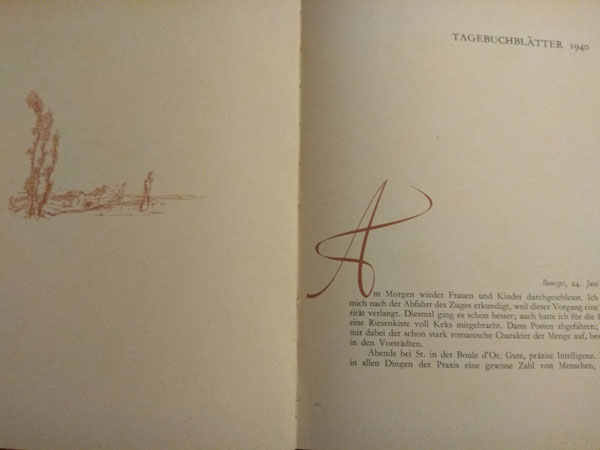 TAGEBUCHBLÄTTER 1940
Bourges, 24. Juni
Am Morgen wieder Frauen und Kinder durchgeschleust. Ich
mich nach der Abfahrt des Zuges erkundigt, weil dieser Vorgang eine
rität verlangt. Diesmal ging es schon besser; auch hatte ich für die
eine Riesenkiste voll Keks mitgebracht. Dann Posten abgefahren;
mir dabei der schon stark romanische Charakter der Menge auf, bes
in den Vorstädten.
Abends bei St. in der Boule d'Or. Gute, präzise Intelligenz.
in allen Dingen der Praxis eine gewisse Zahl von Menschen,